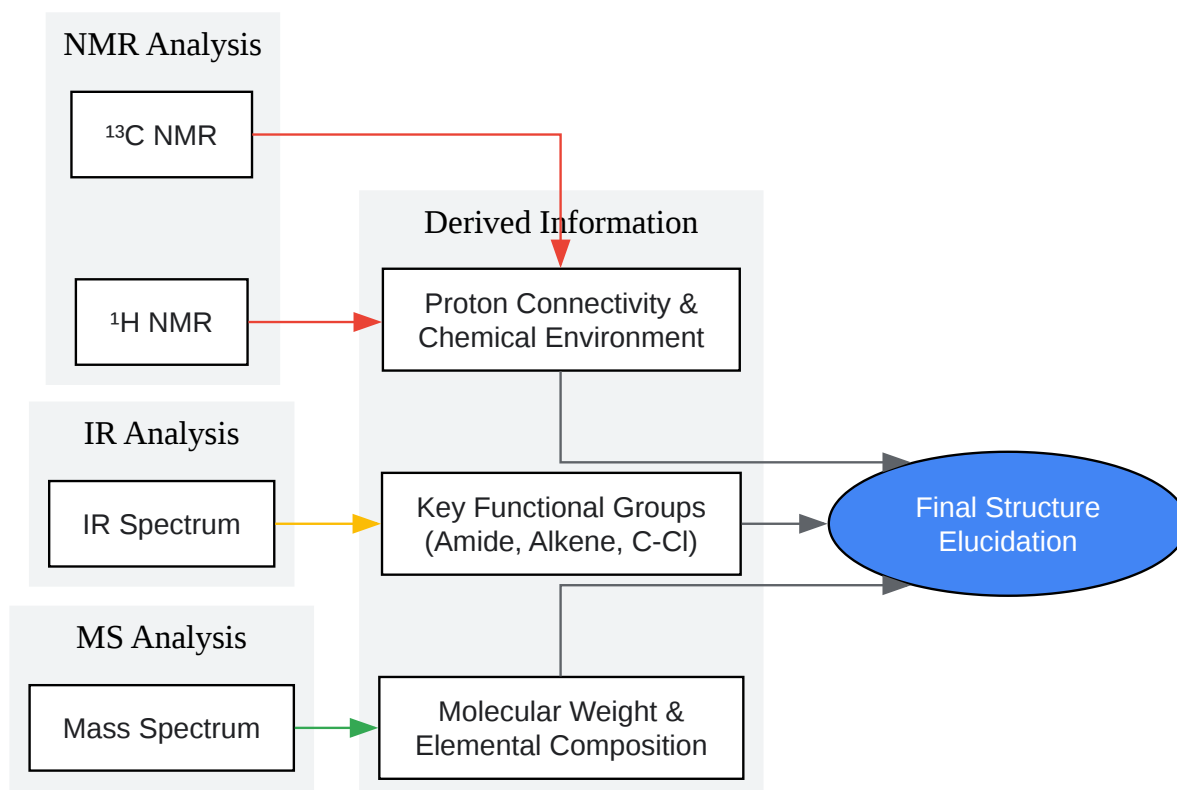 NMR Analysis
¹³C NMR
¹H NMR
Derived Information
Proton Connectivity &
Chemical Environment
IR Analysis
IR Spectrum
Key Functional Groups
(Amide, Alkene, C-Cl)
Final Structure
Elucidation
MS Analysis
Mass Spectrum
Molecular Weight &
Elemental Composition